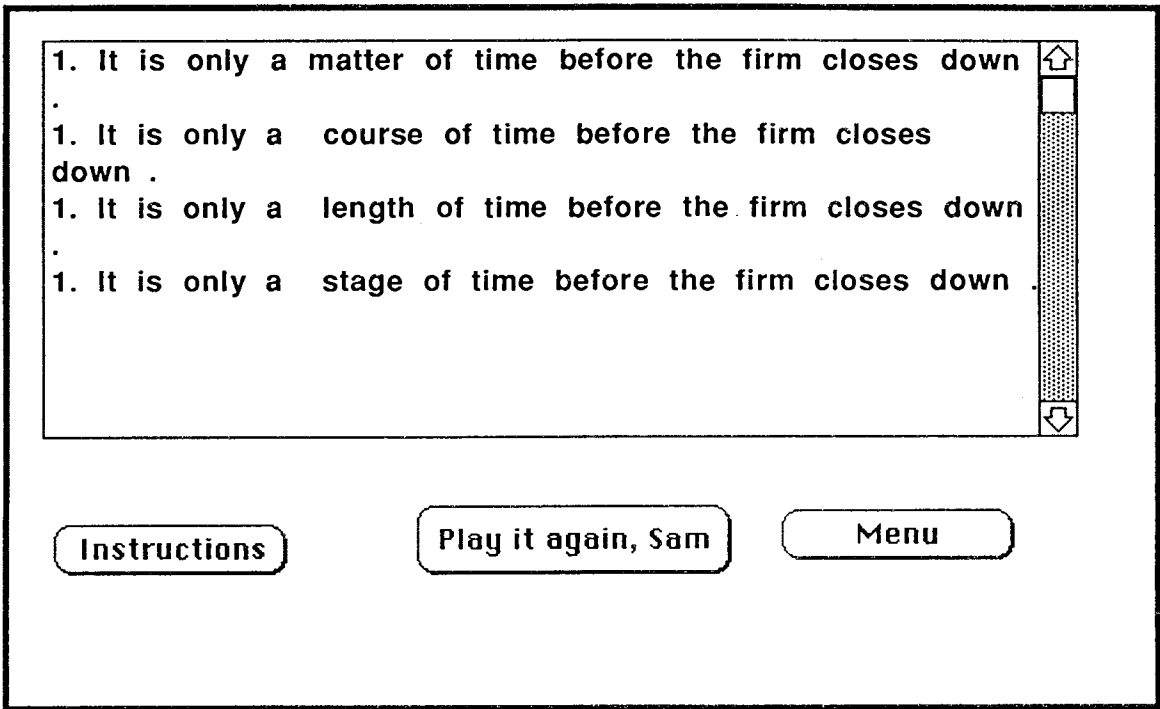 1. It is only a matter of time before the firm closes down
.
1. It is only a course of time before the firm closes
down .
1. It is only a length of time before the firm closes down
.
1. It is only a stage of time before the firm closes down .
Instructions
Play it again, Sam
Menu